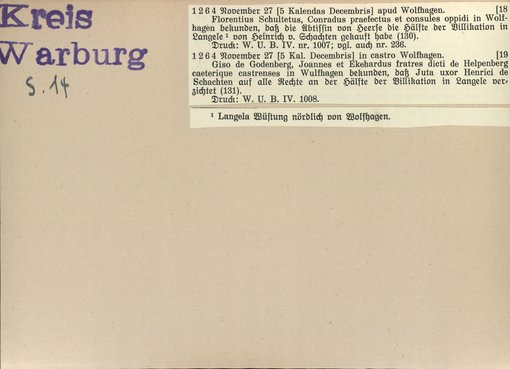 Kreis
Warburg
S. 14
1264 November 27 [5 Kalendas Decembris] apud Wolfhagen. [18
Florentius Schultetus, Conradus praefectus et consules oppidi in Wolf-
hagen bekunden, daß die Äbtissin von Heerse die Hälfte der Villikation in
Langele ¹ von Heinrich v. Schachten gekauft habe (130).
Druck: W. U. B. IV. nr. 1007; vgl. auch nr. 236.
1264 November 27 [5 Kal. Decembris] in castro Wolfhagen. [19
Giso de Godenberg, Joannes et Ekehardus fratres dicti de Helpenberg
caeterique castrenses in Wulfhagen bekunden, daß Juta uxor Henrici de
Schachten auf alle Rechte an der Hälfte der Villikation in Langele ver-
zichtet (131).
Druck: W. U. B. IV. 1008.
¹ Langela Wüstung nördlich von Wolfhagen.